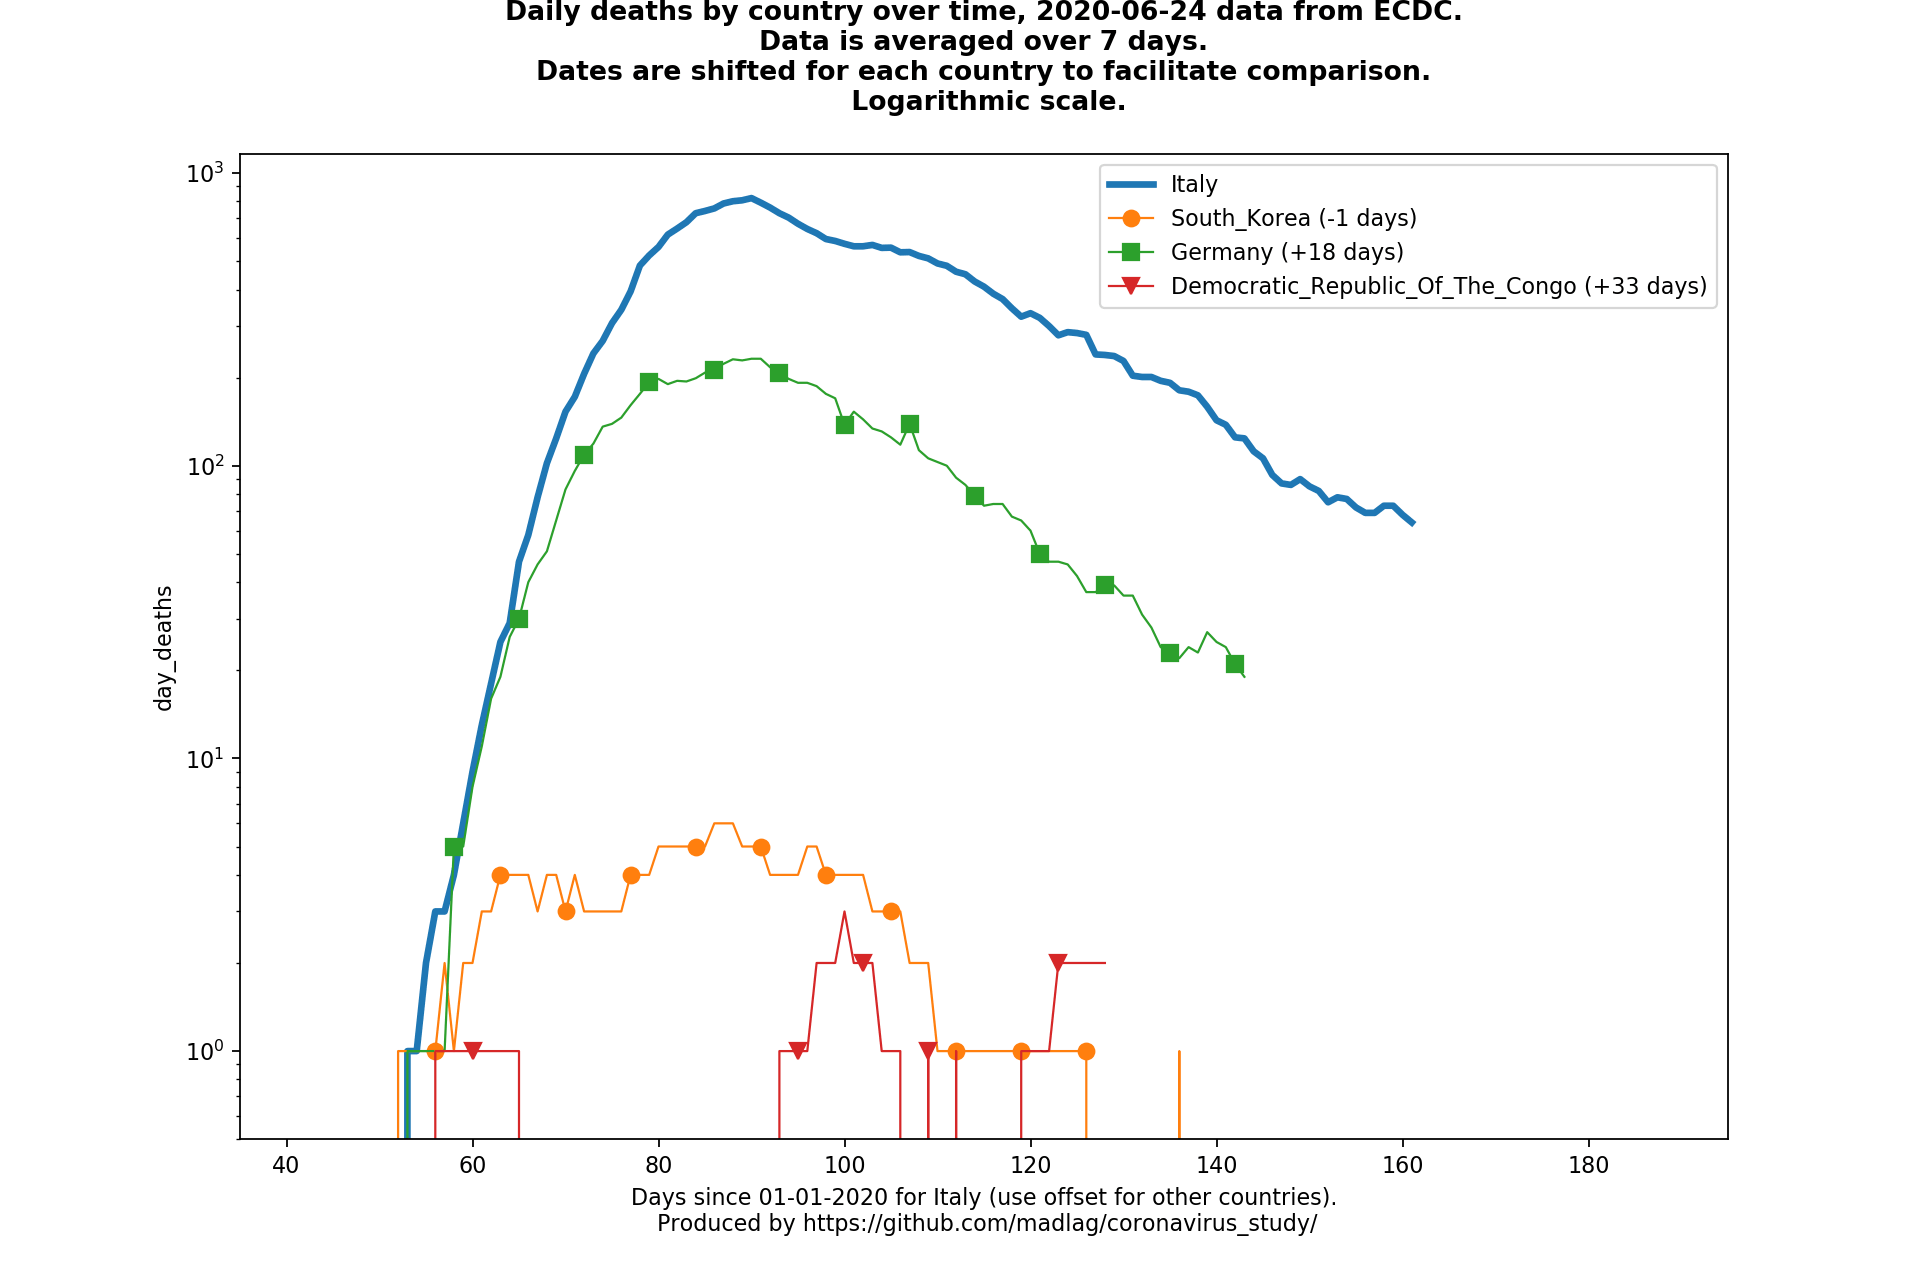 Daily deaths by country over time, 2020-06-24 data from ECDC.
Data is averaged over 7 days.
Dates are shifted for each country to facilitate comparison.
Logarithmic scale.
Italy
South_Korea (-1 days)
Germany (+18 days)
Democratic_Republic_Of_The_Congo (+33 days)
day_deaths
10³
10²
10¹
10⁰
40 60 80 100 120 140 160 180
Days since 01-01-2020 for Italy (use offset for other countries).
Produced by https://github.com/madlag/coronavirus_study/